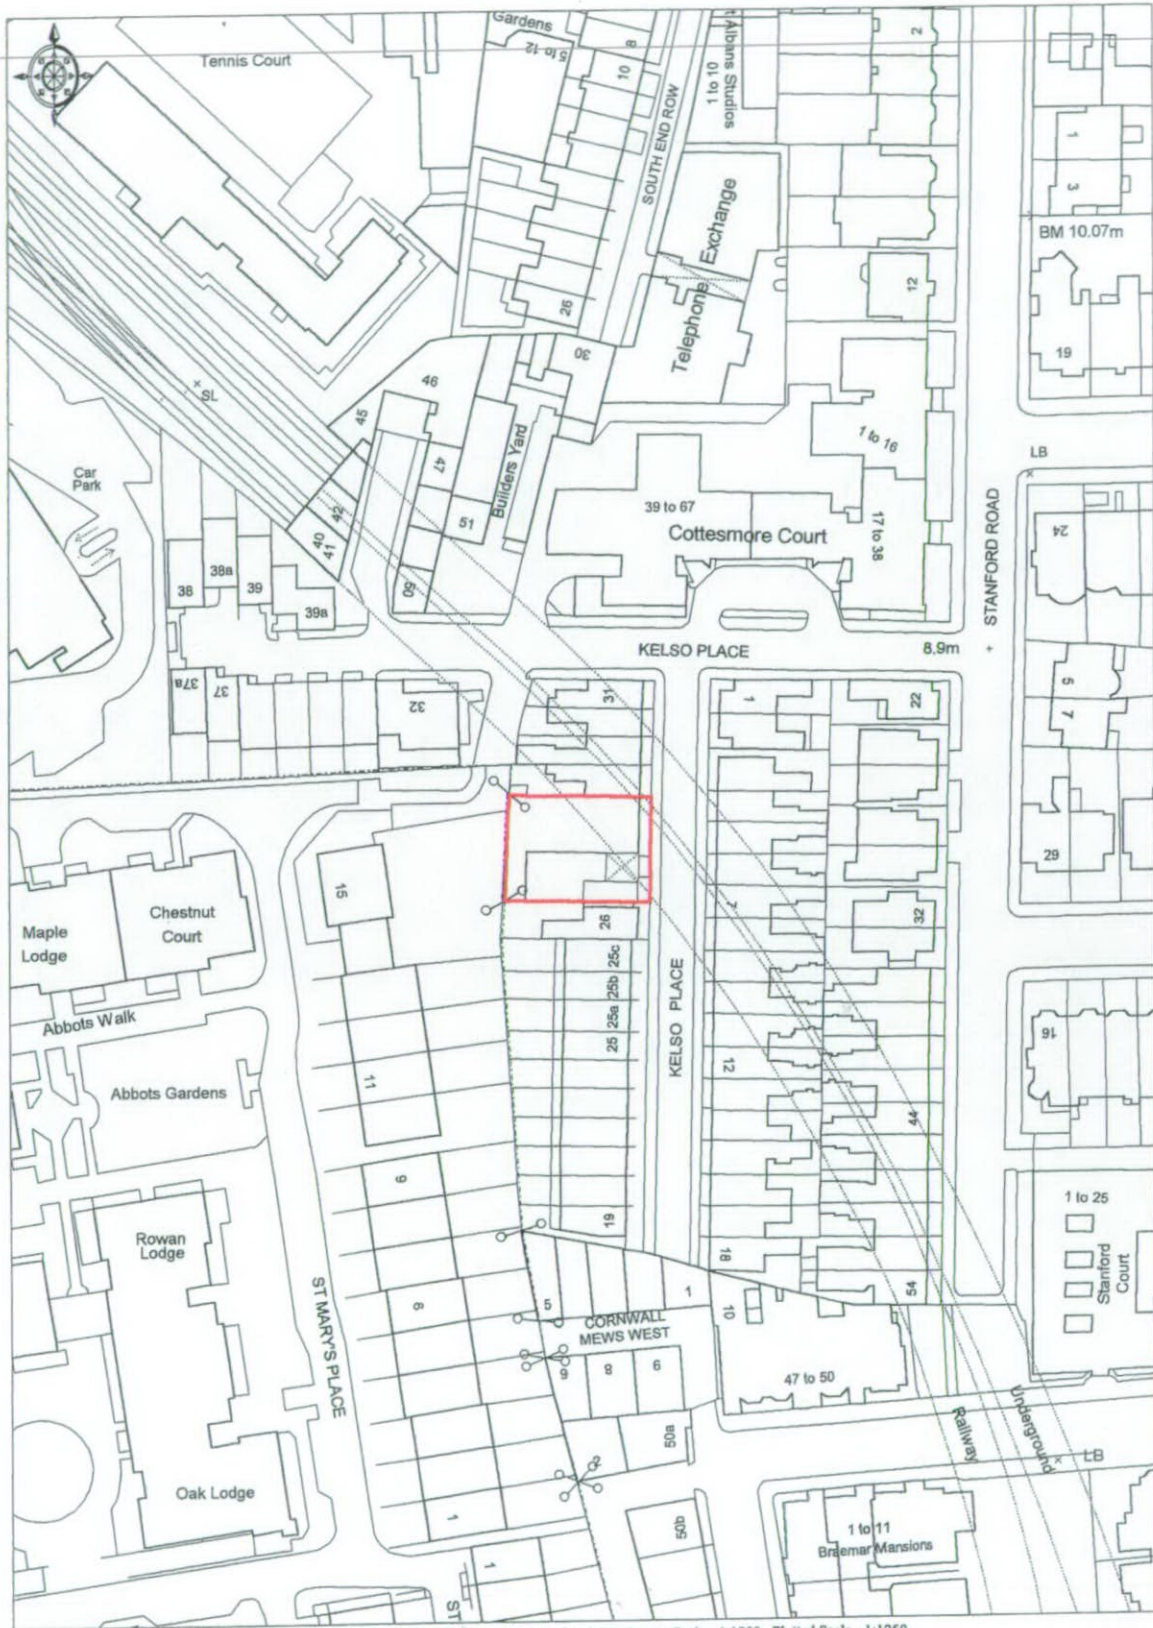 Gardens
5 to 12
8
10
2
t Albans Studios
1 to 10
Tennis Court
SOUTH END ROW
1
3
BM 10.07m
Telephone Exchange
12
26
30
19
46
45
SL
1 to 16
LB
Car
Park
47
Builders Yard
51
42
40
41
39 to 67
Cottesmore Court
17 to 38
24
STANFORD ROAD
38
38a
39
39a
50
KELSO PLACE
8.9m
37a
37
32
31
1
22
5
7
29
15
Chestnut
Court
Maple
Lodge
26
7
32
25c
25b
25a
25
KELSO PLACE
Abbots Walk
16
11
12
Abbots Gardens
44
9
19
1 to 25
Rowan
Lodge
18
54
Stanford
Court
ST MARY'S PLACE
6
5
1
10
CORNWALL
MEWS WEST
9
8
6
47 to 50
Underground
Railway
50a
LB
2
Oak Lodge
1
50b
1 to 11
Braemar Mansions
1
ST